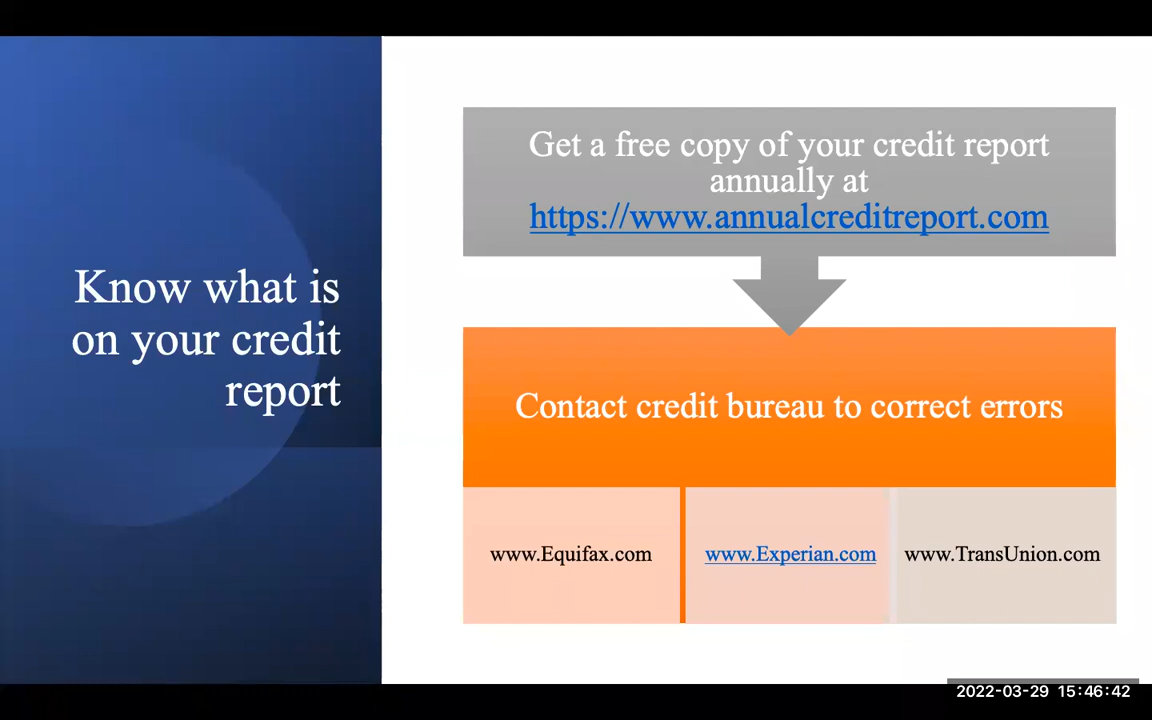 Know what is
on your credit
report
Get a free copy of your credit report
annually at
https://www.annualcreditreport.com
Contact credit bureau to correct errors
www.Equifax.com
www.Experian.com
www.TransUnion.com
2022-03-29 15:46:42